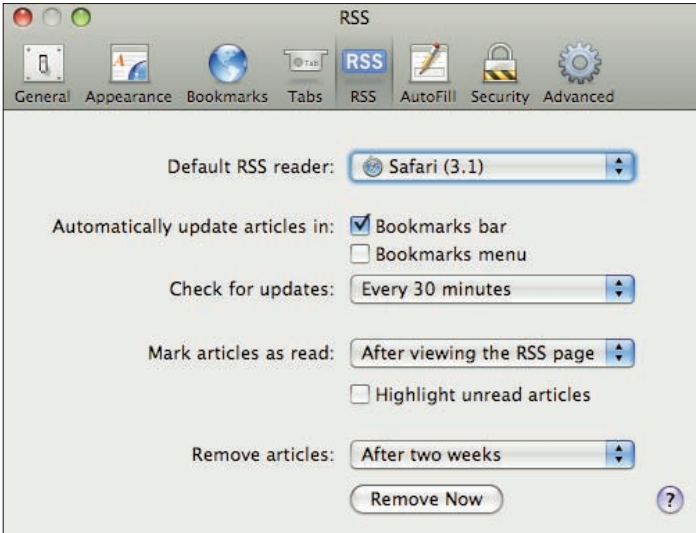 RSS
Tab
RSS
General Appearance Bookmarks Tabs RSS AutoFill Security Advanced
Default RSS reader: Safari (3.1)
Automatically update articles in: Bookmarks bar
Bookmarks menu
Check for updates: Every 30 minutes
Mark articles as read: After viewing the RSS page
Highlight unread articles
Remove articles: After two weeks
Remove Now ?